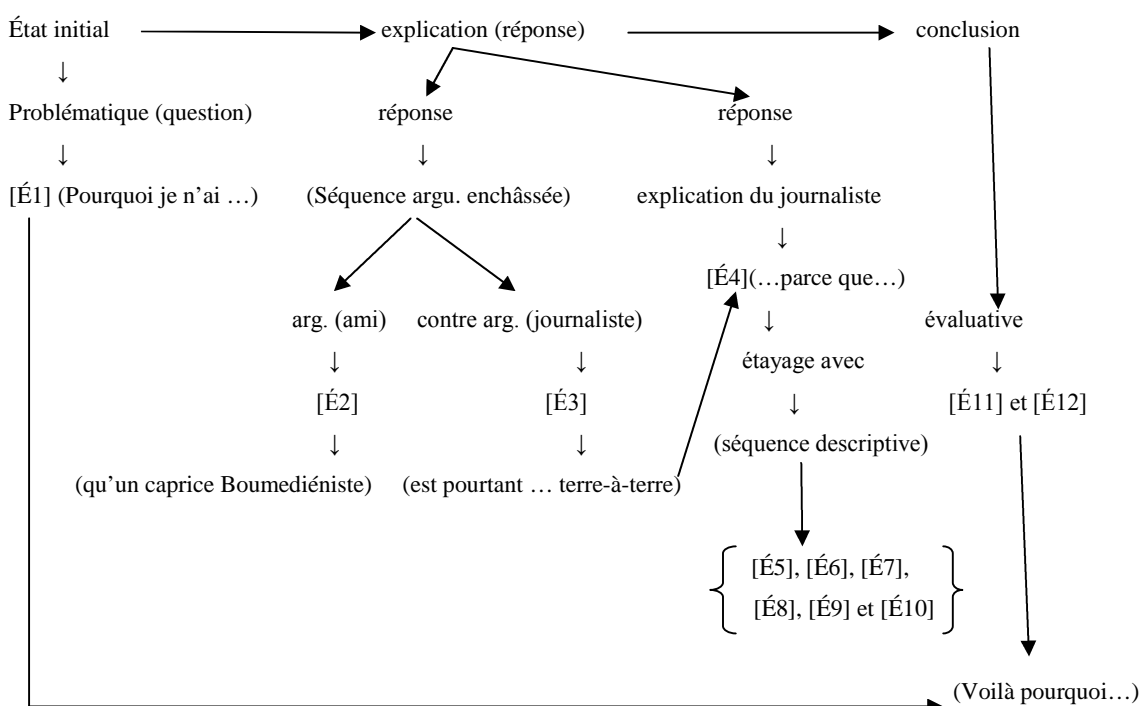 État initial explication (réponse) conclusion
↓
Problématique (question) réponse réponse
↓ ↓ ↓
[É1] (Pourquoi je n’ai …) (Séquence argu. enchâssée) explication du journaliste
↓
[É4](…parce que…)
arg. (ami) contre arg. (journaliste) ↓ évaluative
↓ ↓ étayage avec ↓
[É2] [É3] ↓ [É11] et [É12]
↓ ↓ (séquence descriptive)
(qu’un caprice Boumediéniste) (est pourtant … terre-à-terre)
[É5], [É6], [É7],
[É8], [É9] et [É10]
(Voilà pourquoi…)